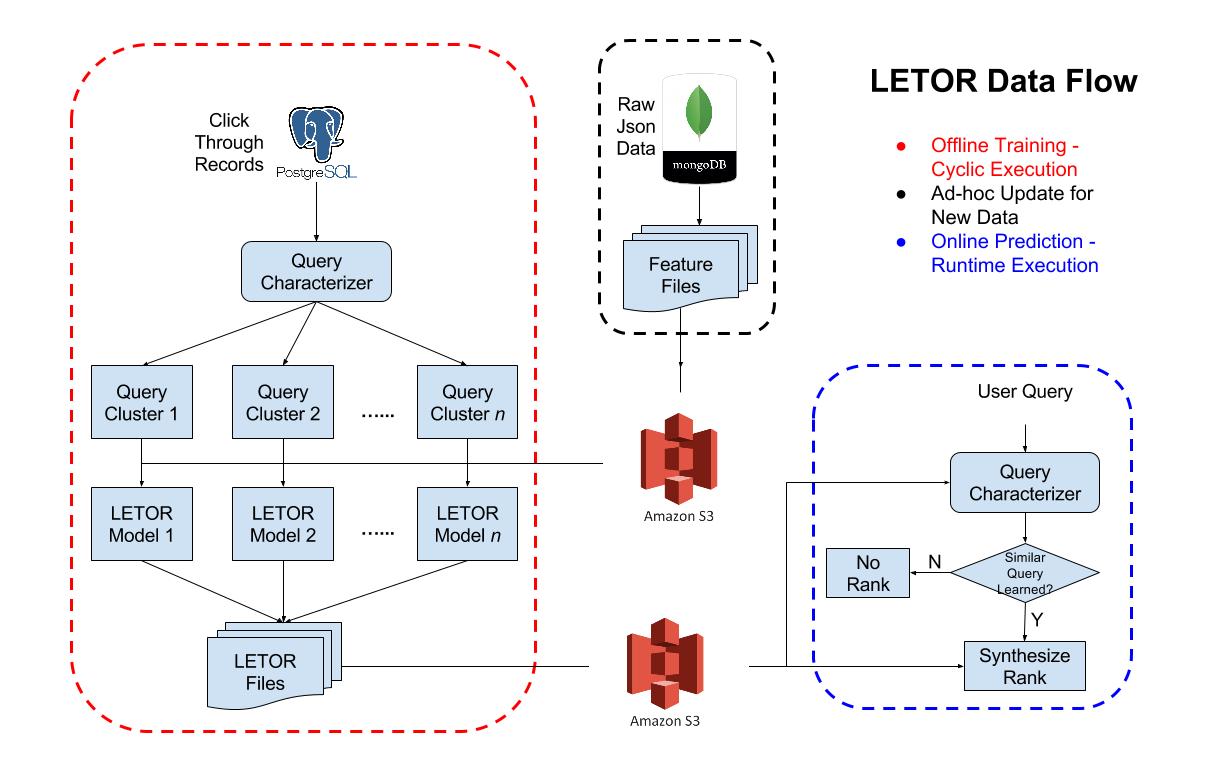 LETOR Data Flow
● Offline Training -
Cyclic Execution
● Ad-hoc Update for
New Data
● Online Prediction -
Runtime Execution
Click
Through
Records
PostgreSQL
Query
Characterizer
Query
Cluster 1
Query
Cluster 2
......
Query
Cluster n
LETOR
Model 1
LETOR
Model 2
......
LETOR
Model n
LETOR
Files
Raw
Json
Data
mongoDB
Feature
Files
Amazon S3
Amazon S3
User Query
Query
Characterizer
Similar
Query
Learned?
N
No
Rank
Y
Synthesize
Rank